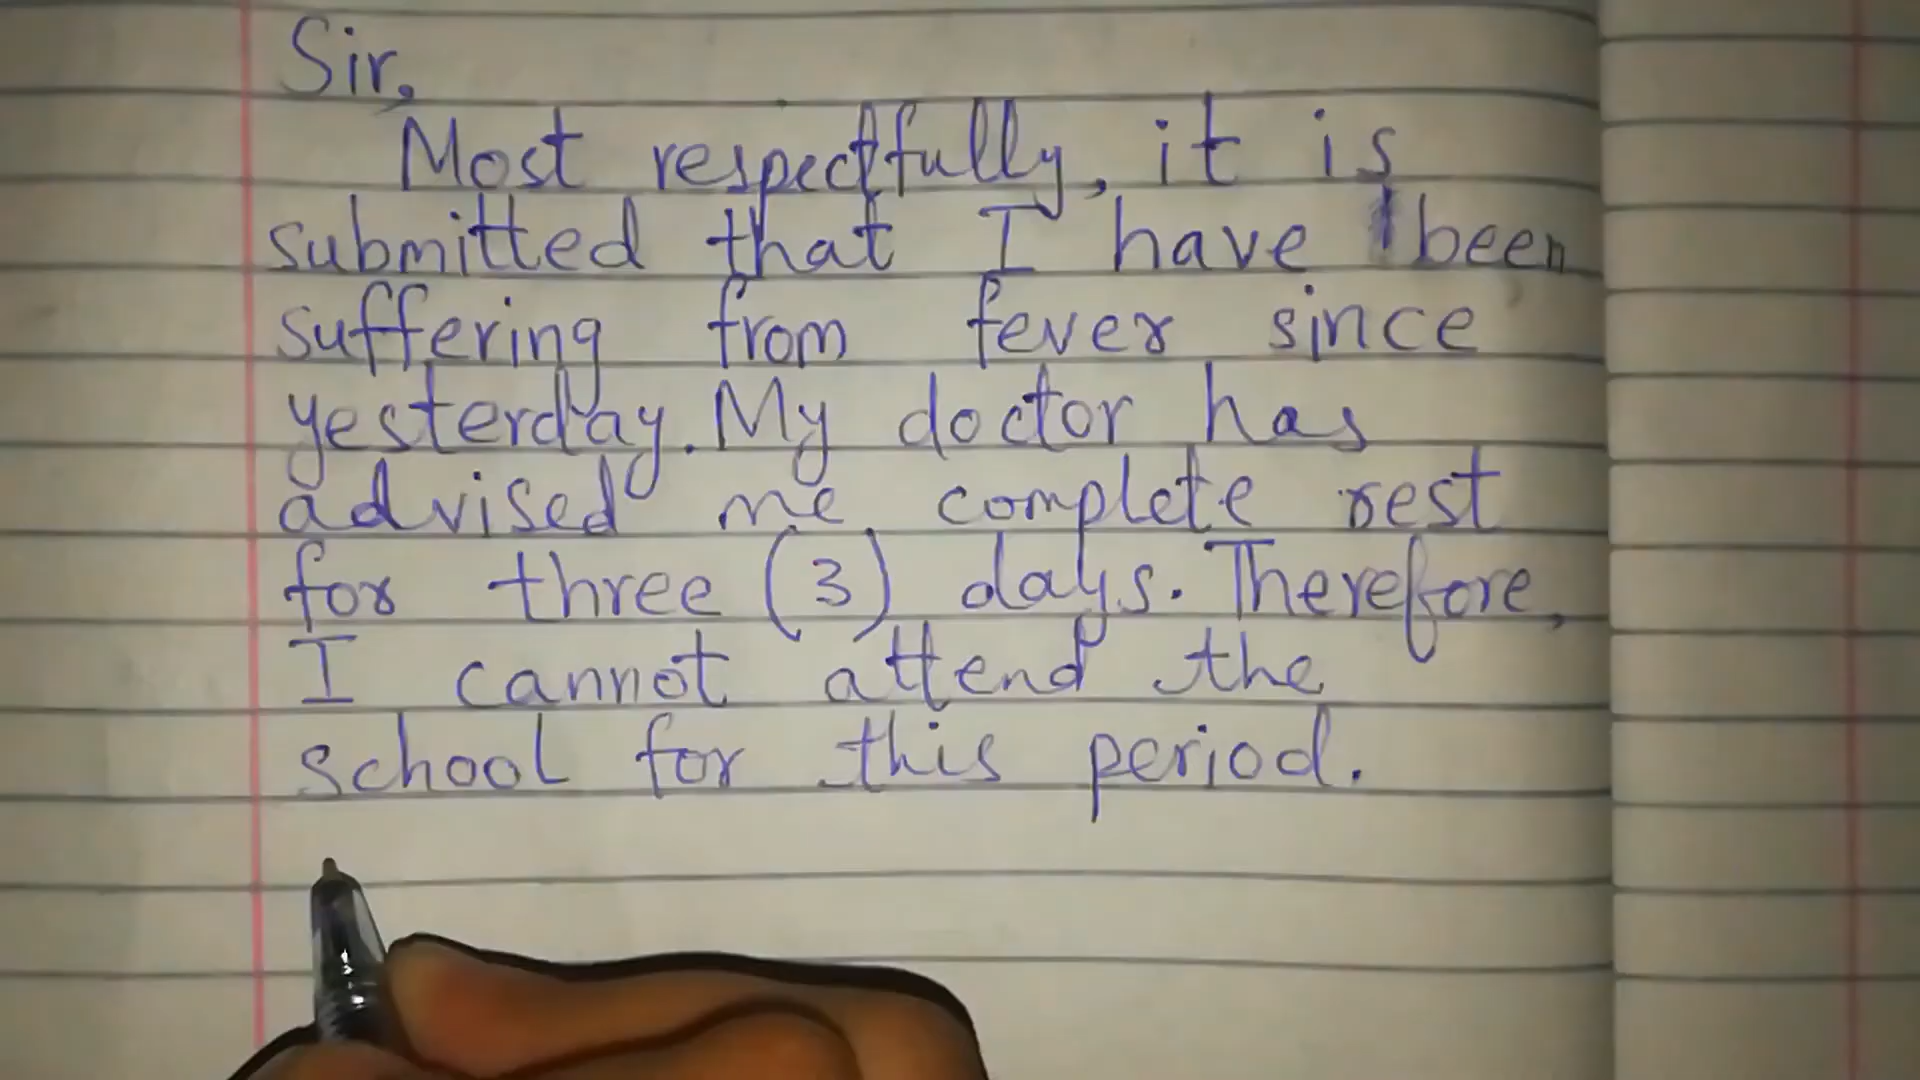 Sir,
Most respectfully, it is
submitted that I have been
suffering from fever since
yesterday. My doctor has
advised me complete rest
for three (3) days. Therefore,
I cannot attend the
school for this period.